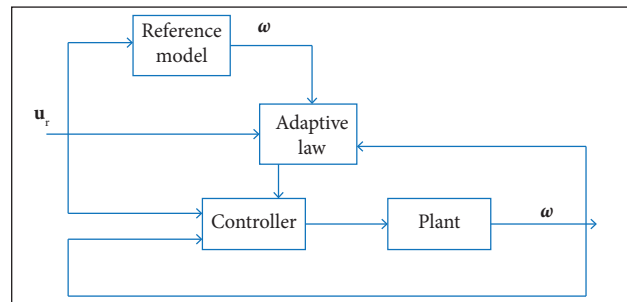 Reference
model
ω
u_r
Adaptive
law
Controller
Plant
ω